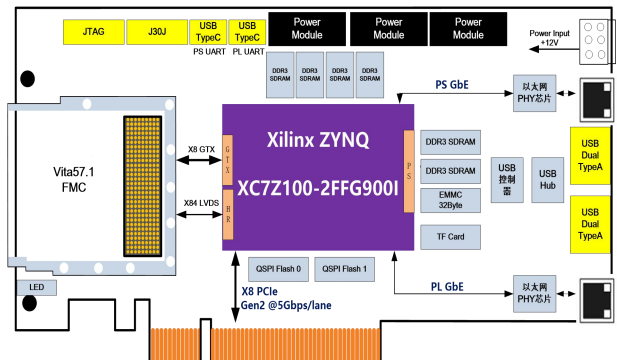 JTAG
J30J
USB
TypeC
PS UART
USB
TypeC
PL UART
Power
Module
Power
Module
Power
Module
Power Input
+12V
DDR3
SDRAM
DDR3
SDRAM
DDR3
SDRAM
DDR3
SDRAM
PS GbE
以太网
PHY芯片
Vita57.1
FMC
X8 GTX
X84 LVDS
GTX
HR
Xilinx ZYNQ
XC7Z100-2FFG900I
PS
DDR3 SDRAM
DDR3 SDRAM
EMMC
32Byte
TF Card
USB
控制
器
USB
Hub
USB
Dual
TypeA
USB
Dual
TypeA
QSPI Flash 0
QSPI Flash 1
LED
X8 PCIe
Gen2 @5Gbps/lane
PL GbE
以太网
PHY芯片